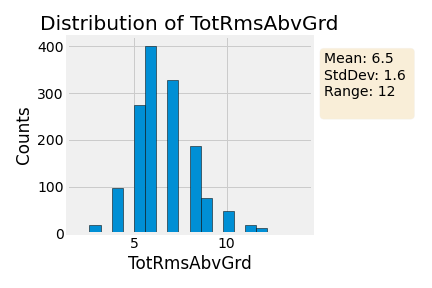 Distribution of TotRmsAbvGrd
400
300
200
100
0
Counts
5 10
TotRmsAbvGrd
Mean: 6.5
StdDev: 1.6
Range: 12